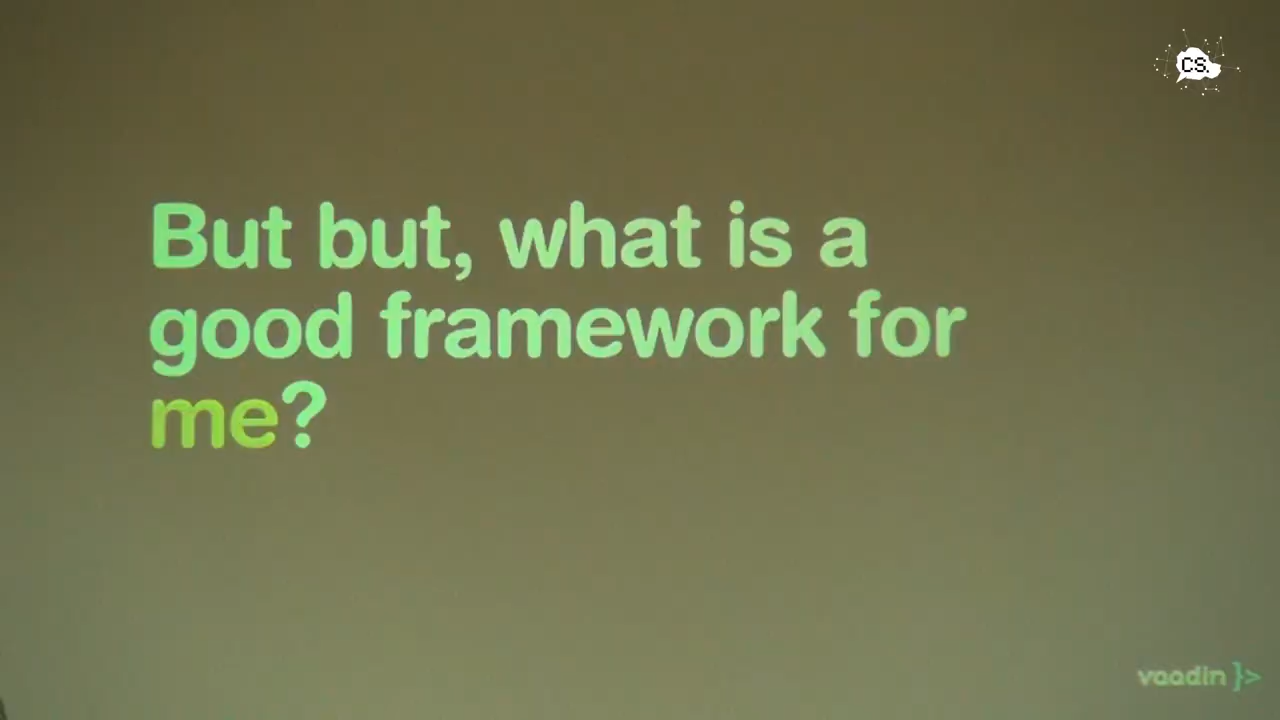 CS.
But but, what is a
good framework for
me?
vaadin }>